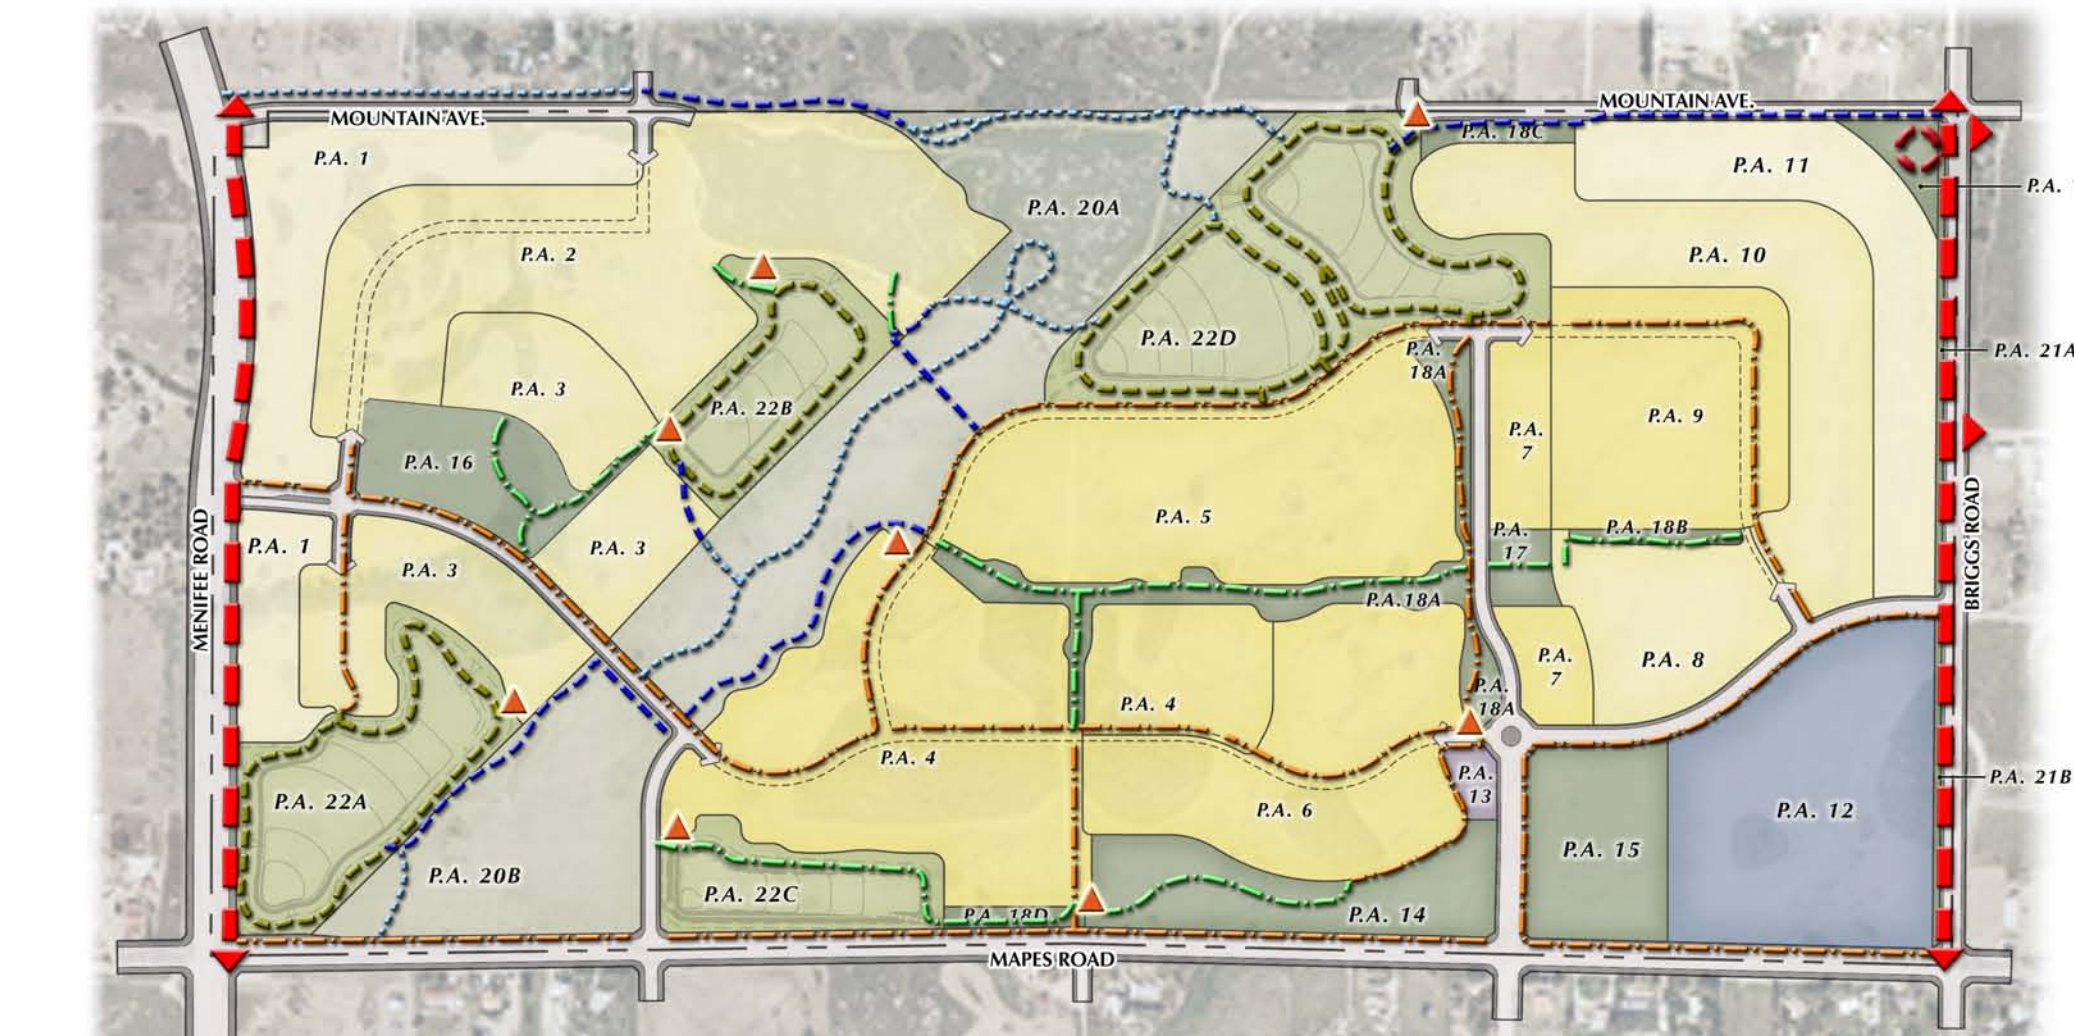 MOUNTAIN AVE.
MOUNTAIN AVE.
P.A. 18C
P.A. 1
P.A. 11
P.A.
P.A. 20A
P.A. 2
P.A. 10
P.A. 22D
P.A.
18A
P.A. 21A
P.A. 3
P.A. 22B
P.A. 9
P.A.
7
P.A. 16
P.A. 5
P.A. 18B
P.A.
17
MENIFEE ROAD
BRIGGS ROAD
P.A. 1
P.A. 3
P.A. 3
P.A.18A
P.A.
7
P.A. 8
P.A.
18A
P.A. 4
P.A. 4
P.A.
13
P.A. 21B
P.A. 22A
P.A. 6
P.A. 12
P.A. 15
P.A. 20B
P.A. 22C
P.A. 18D
P.A. 14
MAPES ROAD